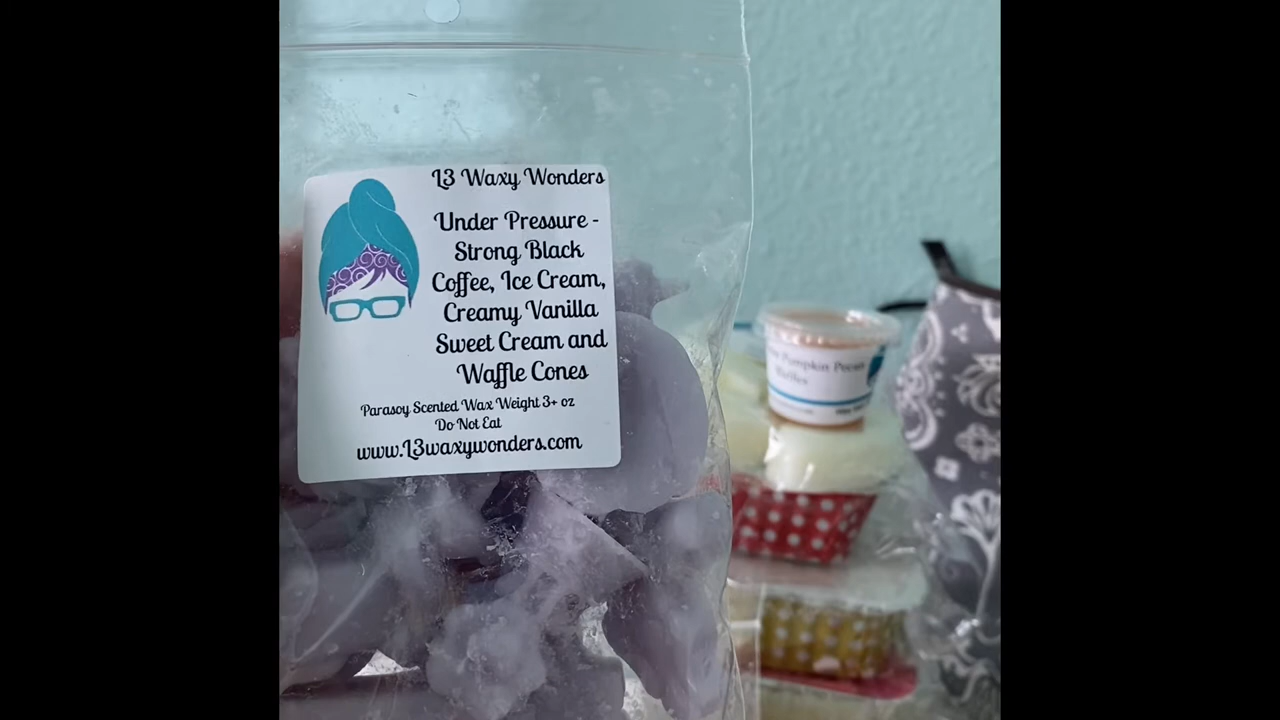 L3 Waxy Wonders
Under Pressure -
Strong Black
Coffee, Ice Cream,
Creamy Vanilla
Sweet Cream and
Waffle Cones
Parasoy Scented Wax Weight 3+ oz
Do Not Eat
www.L3waxywonders.com
Pumpkin Pecan
Waffles